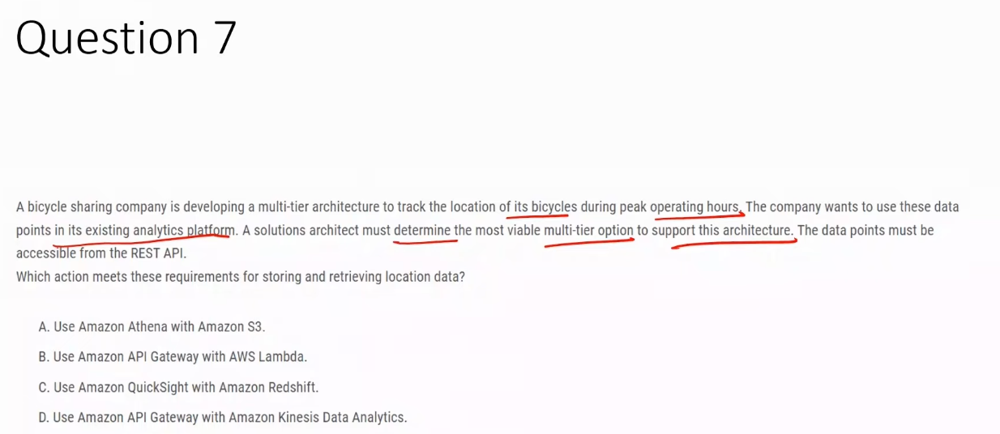 Question 7
A bicycle sharing company is developing a multi-tier architecture to track the location of its bicycles during peak operating hours. The company wants to use these data
points in its existing analytics platform. A solutions architect must determine the most viable multi-tier option to support this architecture. The data points must be
accessible from the REST API.
Which action meets these requirements for storing and retrieving location data?
A. Use Amazon Athena with Amazon S3.
B. Use Amazon API Gateway with AWS Lambda.
C. Use Amazon QuickSight with Amazon Redshift.
D. Use Amazon API Gateway with Amazon Kinesis Data Analytics.